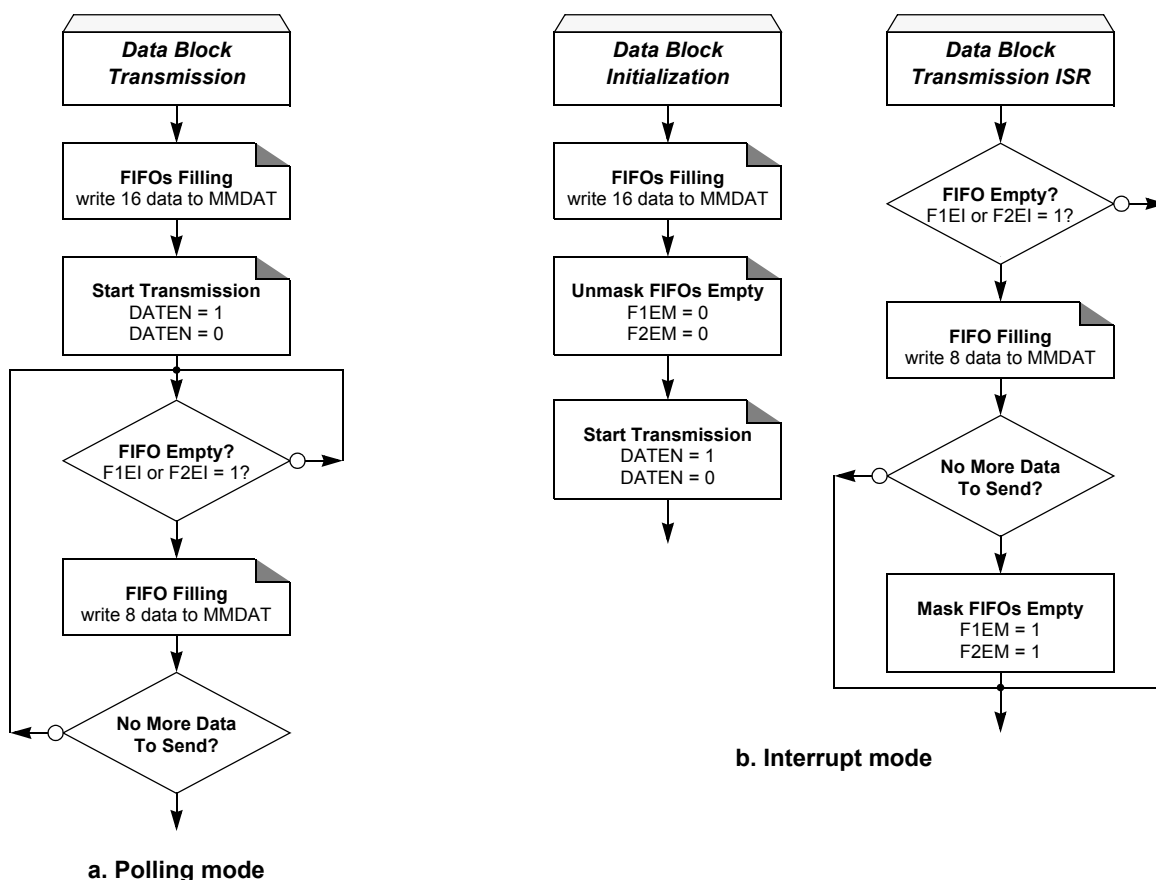 Data Block
Transmission
FIFOs Filling
write 16 data to MMDAT
Start Transmission
DATEN = 1
DATEN = 0
FIFO Empty?
F1EI or F2EI = 1?
FIFO Filling
write 8 data to MMDAT
No More Data
To Send?
a. Polling mode
Data Block
Initialization
FIFOs Filling
write 16 data to MMDAT
Unmask FIFOs Empty
F1EM = 0
F2EM = 0
Start Transmission
DATEN = 1
DATEN = 0
Data Block
Transmission ISR
FIFO Empty?
F1EI or F2EI = 1?
FIFO Filling
write 8 data to MMDAT
No More Data
To Send?
Mask FIFOs Empty
F1EM = 1
F2EM = 1
b. Interrupt mode